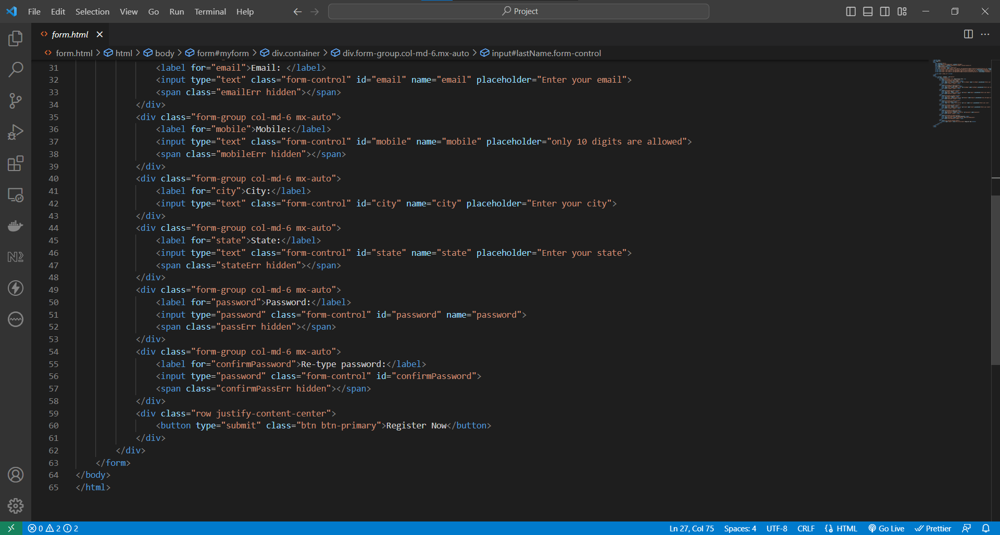 File Edit Selection View Go Run Terminal Help
Project
form.html
form.html > html > body > form#myform > div.container > div.form-group.col-md-6.mx-auto > input#lastName.form-control
31 <label for="email">Email: </label>
32 <input type="text" class="form-control" id="email" name="email" placeholder="Enter your email">
33 <span class="emailErr hidden"></span>
34 </div>
35 <div class="form-group col-md-6 mx-auto">
36 <label for="mobile">Mobile:</label>
37 <input type="text" class="form-control" id="mobile" name="mobile" placeholder="only 10 digits are allowed">
38 <span class="mobileErr hidden"></span>
39 </div>
40 <div class="form-group col-md-6 mx-auto">
41 <label for="city">City:</label>
42 <input type="text" class="form-control" id="city" name="city" placeholder="Enter your city">
43 </div>
44 <div class="form-group col-md-6 mx-auto">
45 <label for="state">State:</label>
46 <input type="text" class="form-control" id="state" name="state" placeholder="Enter your state">
47 <span class="stateErr hidden"></span>
48 </div>
49 <div class="form-group col-md-6 mx-auto">
50 <label for="password">Password:</label>
51 <input type="password" class="form-control" id="password" name="password">
52 <span class="passErr hidden"></span>
53 </div>
54 <div class="form-group col-md-6 mx-auto">
55 <label for="confirmPassword">Re-type password:</label>
56 <input type="password" class="form-control" id="confirmPassword">
57 <span class="confirmPassErr hidden"></span>
58 </div>
59 <div class="row justify-content-center">
60 <button type="submit" class="btn btn-primary">Register Now</button>
61 </div>
62 </div>
63 </form>
64 </body>
65 </html>
0 2 2 Ln 27, Col 75 Spaces: 4 UTF-8 CRLF HTML Go Live Prettier